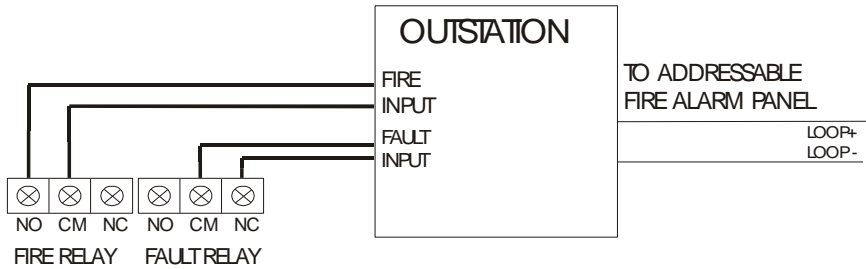 OUTSTATION
FIRE
INPUT
FAULT
INPUT
TO ADDRESSABLE
FIRE ALARM PANEL
LOOP+
LOOP -
NO CM NC NO CM NC
FIRE RELAY FAULT RELAY